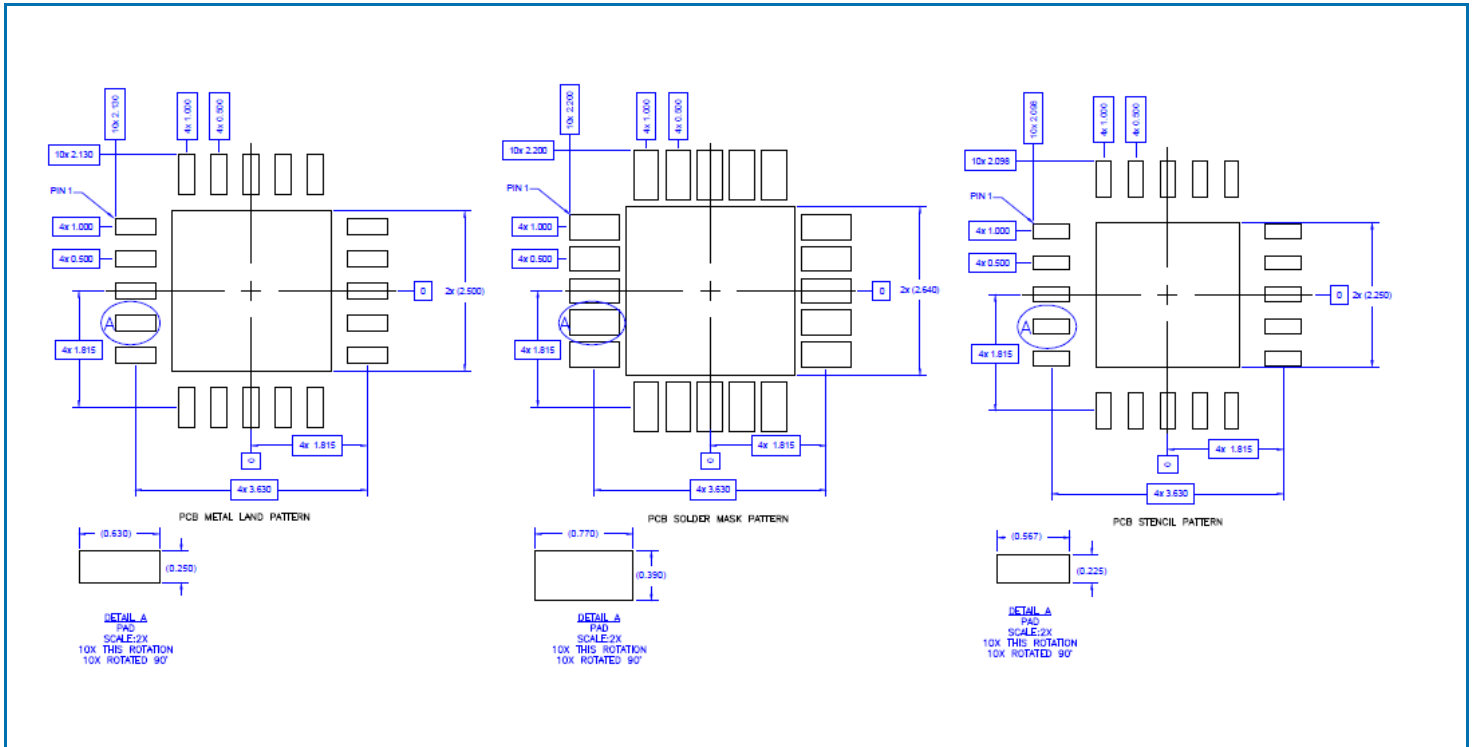 10x 2.130
4x 1.000
4x 0.500
10x 2.130
PIN 1
4x 1.000
4x 0.500
0
2x (2.500)
A
4x 1.815
4x 1.815
0
4x 3.630
PCB METAL LAND PATTERN
(0.630)
(0.250)
DETAIL A
PAD
SCALE:2X
10X THIS ROTATION
10X ROTATED 90°
10x 2.200
4x 1.000
4x 0.500
10x 2.200
PIN 1
4x 1.000
4x 0.500
0
2x (2.640)
A
4x 1.815
4x 1.815
0
4x 3.630
PCB SOLDER MASK PATTERN
(0.770)
(0.390)
DETAIL A
PAD
SCALE:2X
10X THIS ROTATION
10X ROTATED 90°
10x 2.098
4x 1.000
4x 0.500
10x 2.098
PIN 1
4x 1.000
4x 0.500
0
2x (2.250)
A
4x 1.815
4x 1.815
0
4x 3.630
PCB STENCIL PATTERN
(0.567)
(0.225)
DETAIL A
PAD
SCALE:2X
10X THIS ROTATION
10X ROTATED 90°